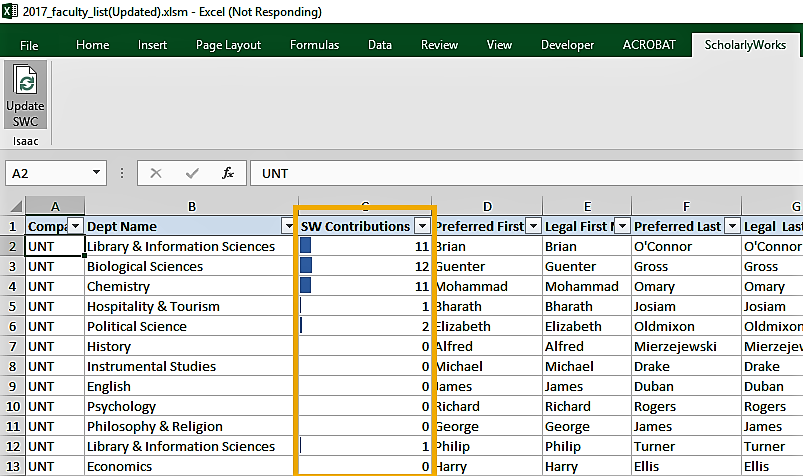 2017_faculty_list(Updated).xlsm - Excel (Not Responding)
File Home Insert Page Layout Formulas Data Review View Developer ACROBAT ScholarlyWorks
Update
SWC
Isaac
A2 fx UNT
A B C D E F G
1 Compa Dept Name SW Contributions Preferred First Legal First N Preferred Last Legal Last
2 UNT Library & Information Sciences 11 Brian Brian O'Connor O'Connor
3 UNT Biological Sciences 12 Guenter Guenter Gross Gross
4 UNT Chemistry 11 Mohammad Mohammad Omary Omary
5 UNT Hospitality & Tourism 1 Bharath Bharath Josiam Josiam
6 UNT Political Science 2 Elizabeth Elizabeth Oldmixon Oldmixon
7 UNT History 0 Alfred Alfred Mierzejewski Mierzejew
8 UNT Instrumental Studies 0 Michael Michael Drake Drake
9 UNT English 0 James James Duban Duban
10 UNT Psychology 0 Richard Richard Rogers Rogers
11 UNT Philosophy & Religion 0 George George James James
12 UNT Library & Information Sciences 1 Philip Philip Turner Turner
13 UNT Economics 0 Harry Harry Ellis Ellis